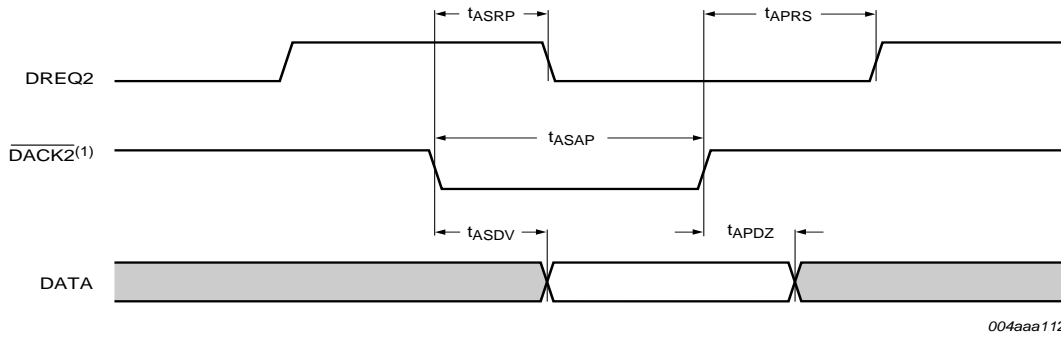 tASRP
tAPRS
DREQ2
tASAP
DACK2(1)
tASDV
tAPDZ
DATA
004aaa112